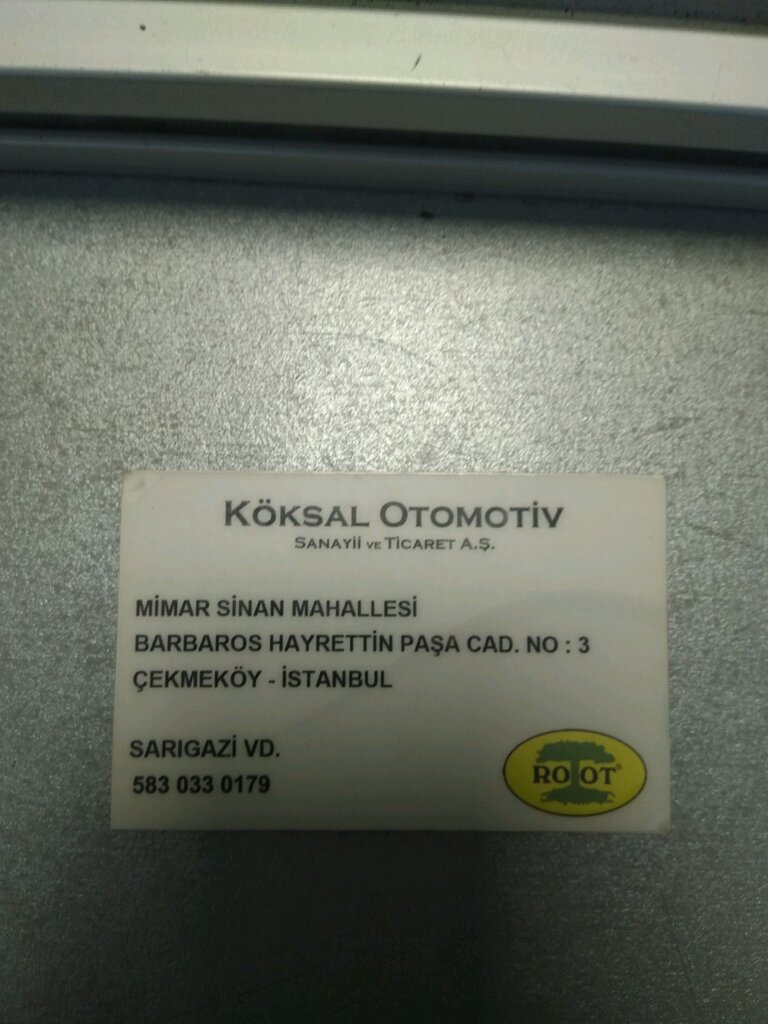 KÖKSAL OTOMOTİV
SANAYİİ VE TİCARET A.Ş.
MİMAR SİNAN MAHALLESİ
BARBAROS HAYRETTİN PAŞA CAD. NO : 3
ÇEKMEKÖY - İSTANBUL
SARIGAZİ VD.
583 033 0179
ROOT